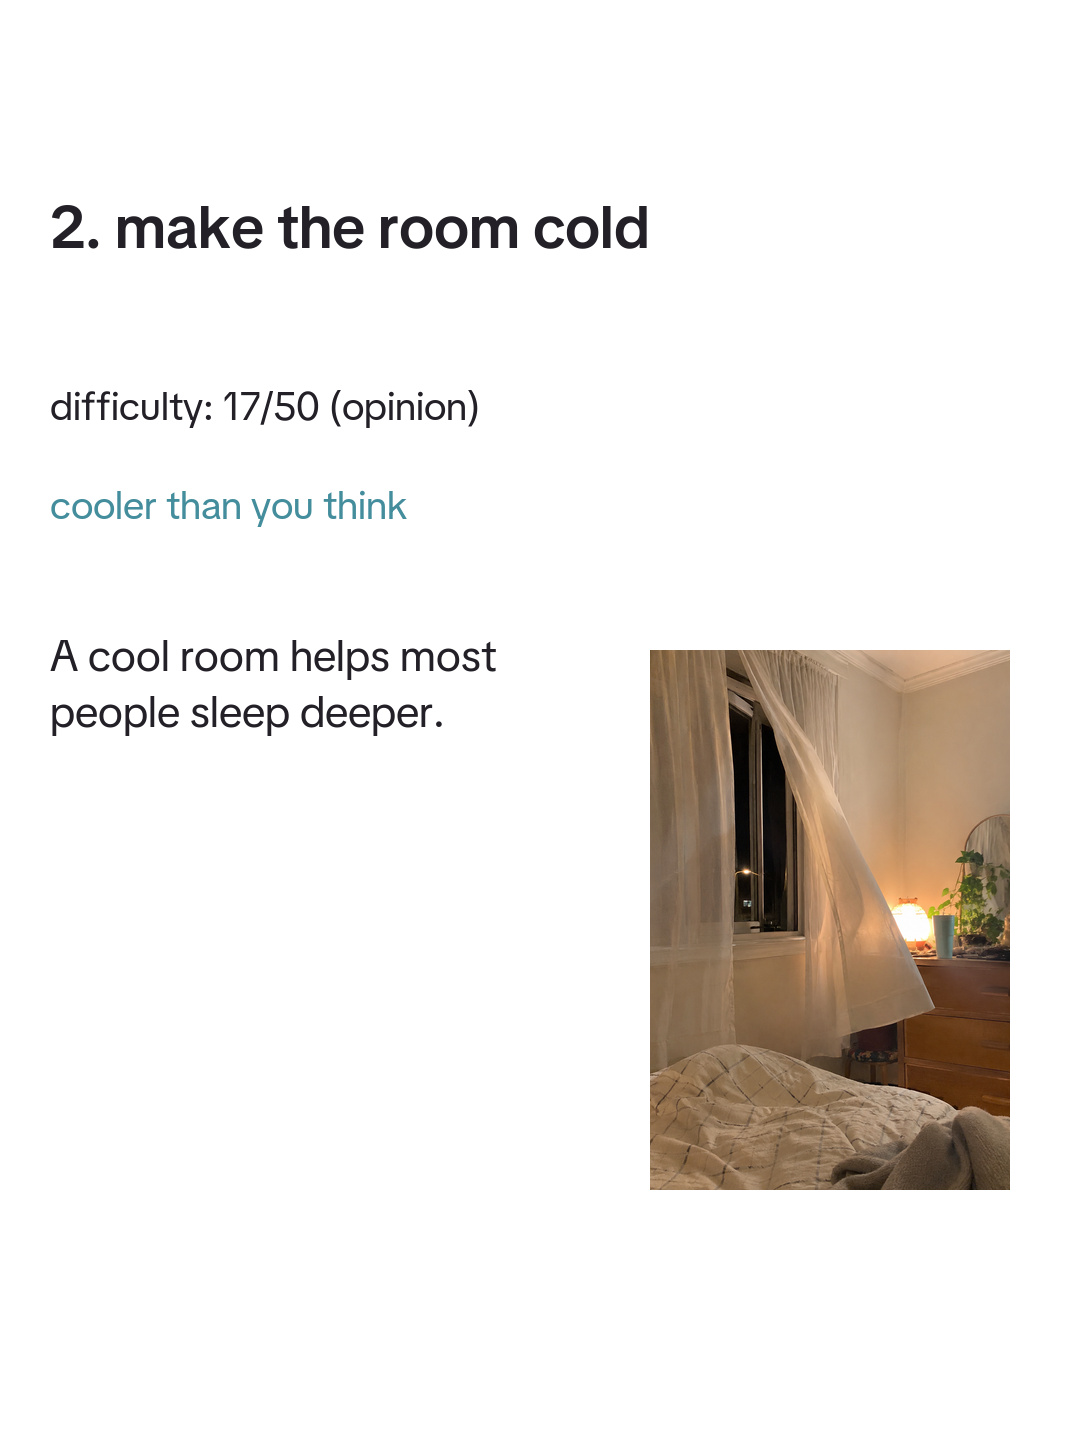 2. make the room cold
difficulty: 17/50 (opinion)
cooler than you think
A cool room helps most
people sleep deeper.